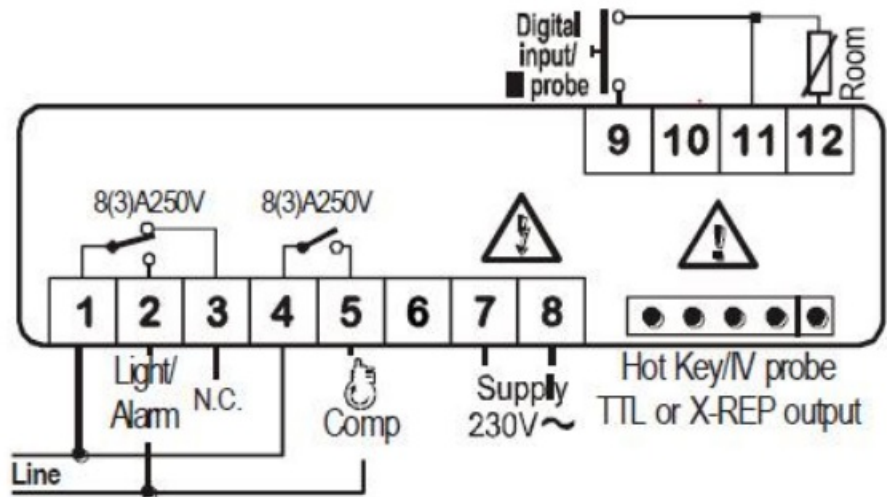 Digital
input/
probe
Room
9 10 11 12
8(3)A250V 8(3)A250V
1 2 3 4 5 6 7 8
Light/
Alarm
N.C.
Comp
Supply
230V~
Hot Key/IV probe
TTL or X-REP output
Line